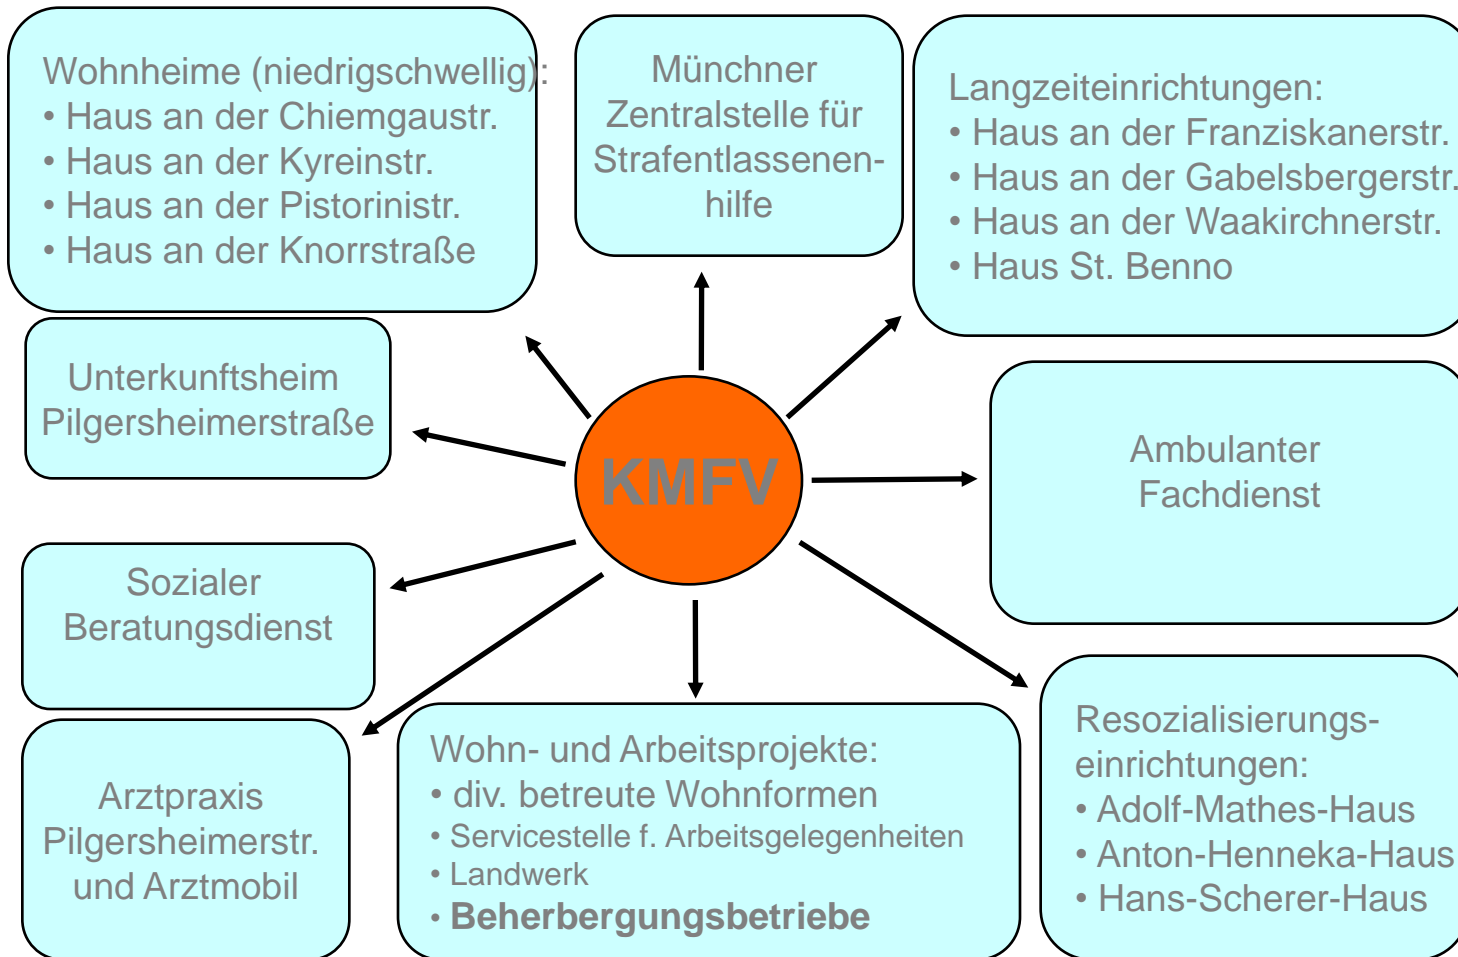 Wohnheime (niedrigschwellig):
• Haus an der Chiemgaustr.
• Haus an der Kyreinstr.
• Haus an der Pistorinistr.
• Haus an der Knorrstraße
Münchner
Zentralstelle für
Strafentlassenen-
hilfe
Langzeiteinrichtungen:
• Haus an der Franziskanerstr.
• Haus an der Gabelsbergerstr.
• Haus an der Waakirchnerstr.
• Haus St. Benno
Unterkunftsheim
Pilgersheimerstraße
KMFV
Ambulanter
Fachdienst
Sozialer
Beratungsdienst
Arztpraxis
Pilgersheimerstr.
und Arztmobil
Wohn- und Arbeitsprojekte:
• div. betreute Wohnformen
• Servicestelle f. Arbeitsgelegenheiten
• Landwerk
• Beherbergungsbetriebe
Resozialisierungs-
einrichtungen:
• Adolf-Mathes-Haus
• Anton-Henneka-Haus
• Hans-Scherer-Haus